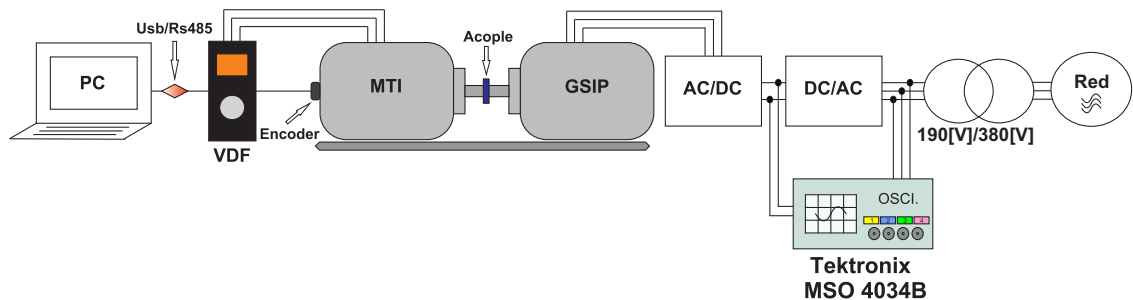 Usb/Rs485
PC
VDF
Encoder
MTI
Acople
GSIP
AC/DC
DC/AC
190[V]/380[V]
Red
OSCI.
1 2 3 4
Tektronix
MSO 4034B